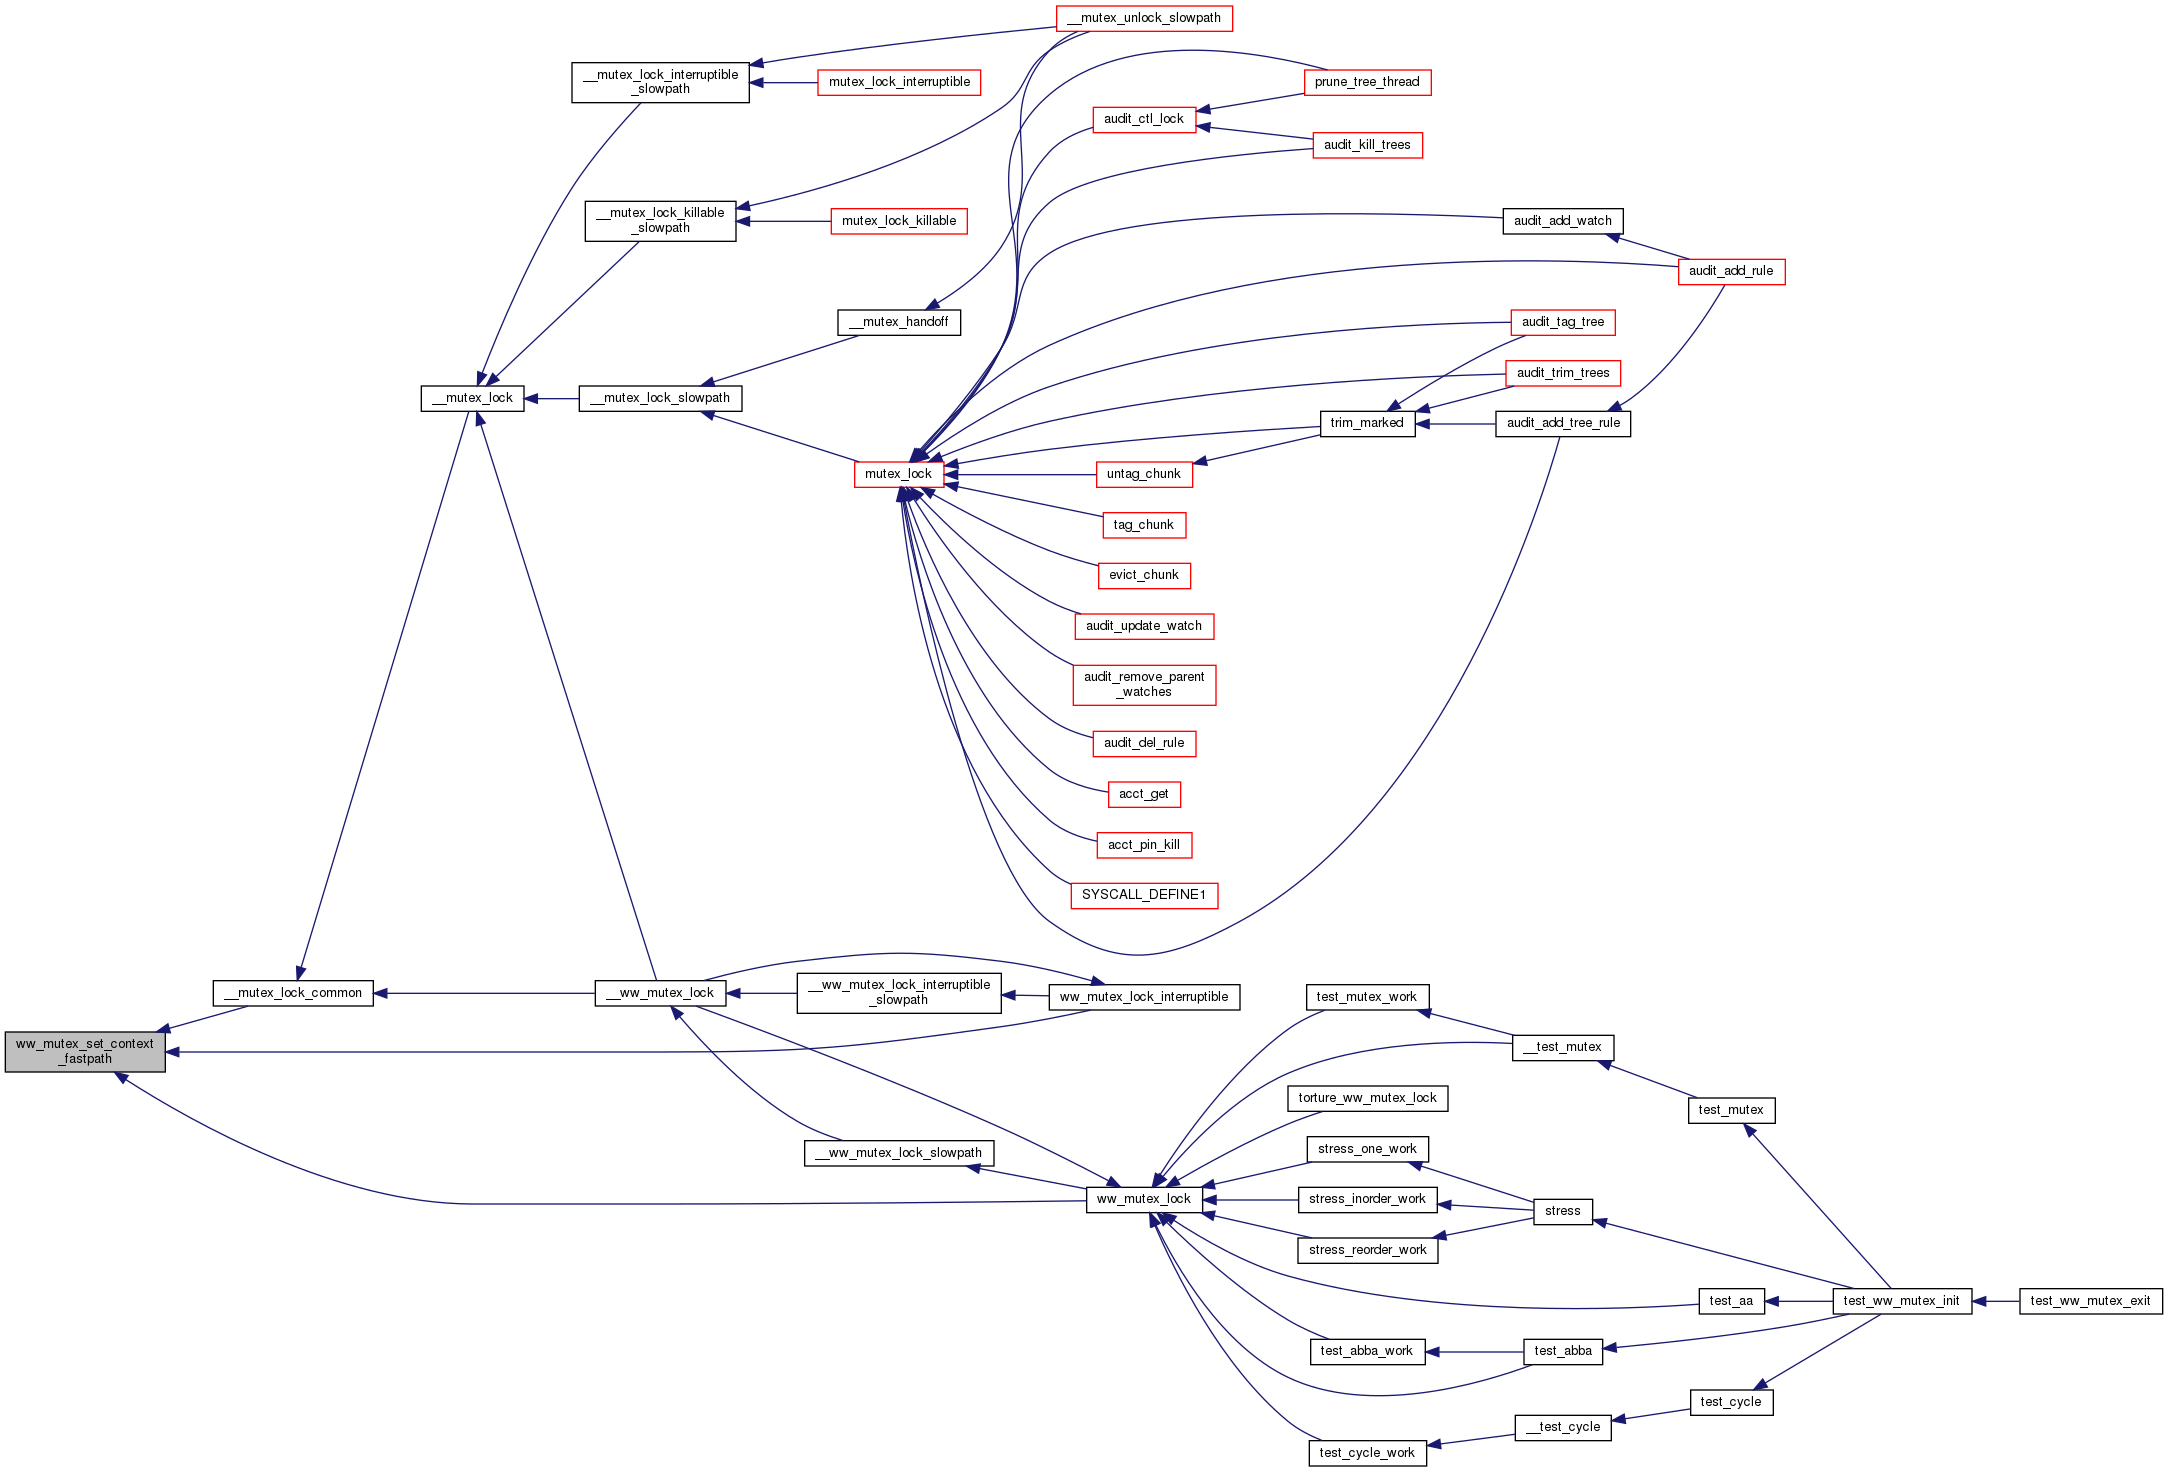 __mutex_unlock_slowpath
__mutex_lock_interruptible
_slowpath
mutex_lock_interruptible
prune_tree_thread
audit_ctl_lock
audit_kill_trees
__mutex_lock_killable
_slowpath
mutex_lock_killable
audit_add_watch
audit_add_rule
__mutex_handoff
audit_tag_tree
audit_trim_trees
__mutex_lock
__mutex_lock_slowpath
trim_marked
audit_add_tree_rule
mutex_lock
untag_chunk
tag_chunk
evict_chunk
audit_update_watch
audit_remove_parent
_watches
audit_del_rule
acct_get
acct_pin_kill
SYSCALL_DEFINE1
__mutex_lock_common
__ww_mutex_lock
__ww_mutex_lock_interruptible
_slowpath
ww_mutex_lock_interruptible
test_mutex_work
ww_mutex_set_context
_fastpath
__test_mutex
torture_ww_mutex_lock
test_mutex
stress_one_work
__ww_mutex_lock_slowpath
ww_mutex_lock
stress_inorder_work
stress
stress_reorder_work
test_aa
test_ww_mutex_init
test_ww_mutex_exit
test_abba_work
test_abba
test_cycle
__test_cycle
test_cycle_work